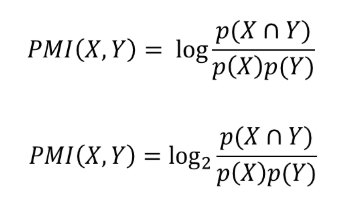 PMI(X,Y) = log p(X ∩ Y) / p(X)p(Y)
PMI(X,Y) = log₂ p(X ∩ Y) / p(X)p(Y)